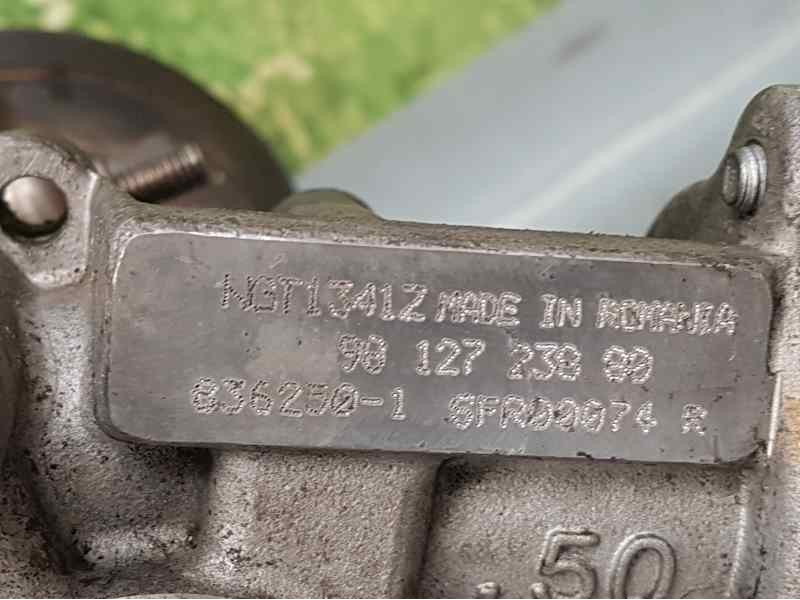 NGT1341Z MADE IN ROMANIA
98 127 238 80
836250-1 SFR00074 R
.50